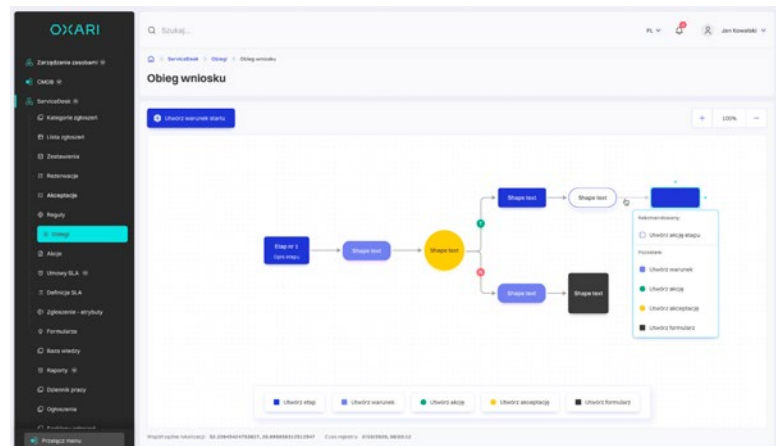 OXARI
Szukaj...
PL
Jan Kowalski
Zarządzanie zasobami
CMDB
ServiceDesk
Kategorie zgłoszeń
Lista zgłoszeń
Zestawienia
Rezerwacje
Akceptacje
Reguły
Obiegi
Akcje
Umowy SLA
Definicje SLA
Zgłoszenie - atrybuty
Formularze
Baza wiedzy
Raporty
Dziennik pracy
Ogłoszenia
Przełącz menu
ServiceDesk
Obiegi
Obieg wniosku
Obieg wniosku
Utwórz warunek startu
+ 100% −
Etap nr 1
Opis etapu
Shape text
Shape text
T
N
Shape text
Shape text
Shape text
Shape text
Rekomendowany:
Utwórz akcję etapu
Pozostałe:
Utwórz warunek
Utwórz akcję
Utwórz akceptację
Utwórz formularz
Utwórz etap
Utwórz warunek
Utwórz akcję
Utwórz akceptację
Utwórz formularz